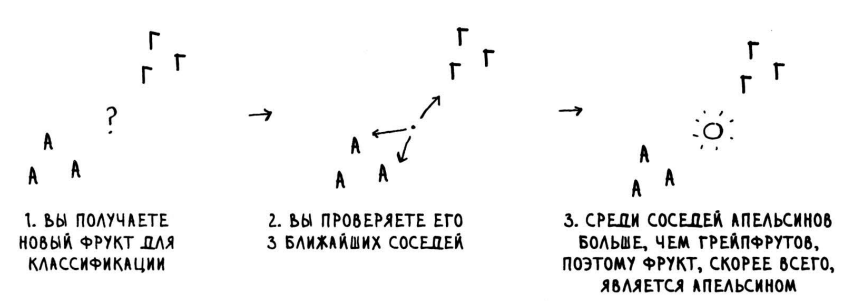 Г
Г Г
?
А
А А
→
Г
Г Г
А
А А
→
Г
Г Г
О
А
А А
1. ВЫ ПОЛУЧАЕТЕ
НОВЫЙ ФРУКТ ДЛЯ
КЛАССИФИКАЦИИ
2. ВЫ ПРОВЕРЯЕТЕ ЕГО
3 БЛИЖАЙШИХ СОСЕДЕЙ
3. СРЕДИ СОСЕДЕЙ АПЕЛЬСИНОВ
БОЛЬШЕ, ЧЕМ ГРЕЙПФРУТОВ,
ПОЭТОМУ ФРУКТ, СКОРЕЕ ВСЕГО,
ЯВЛЯЕТСЯ АПЕЛЬСИНОМ